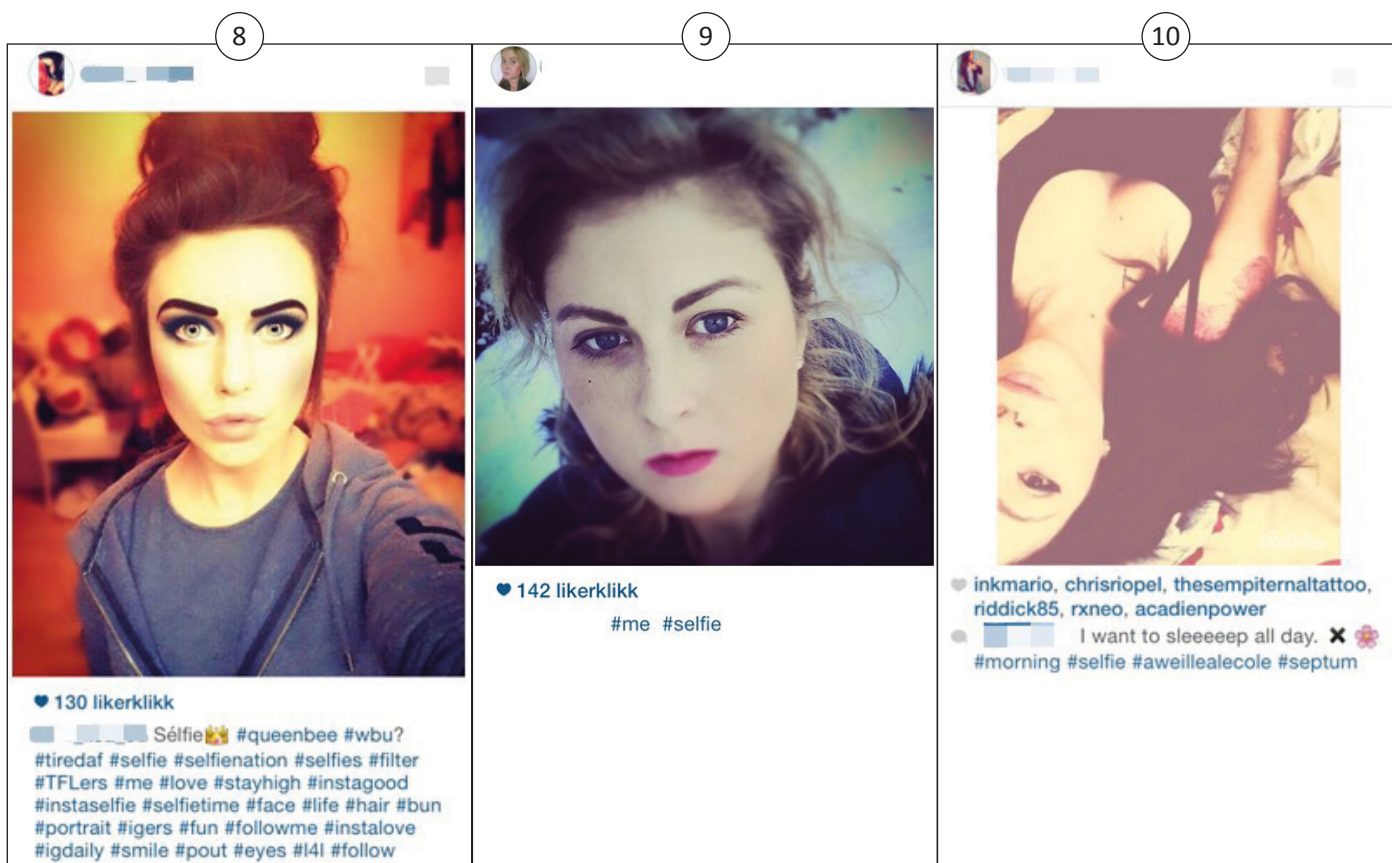 8
9
10
130 likerklikk
Sélfie #queenbee #wbu?
#tiredaf #selfie #selfienation #selfies #filter
#TFLers #me #love #stayhigh #instagood
#instaselfie #selfietime #face #life #hair #bun
#portrait #igers #fun #followme #instalove
#igdaily #smile #pout #eyes #l4l #follow
142 likerklikk
#me #selfie
inkmario, chrisriopel, thesempiternaltattoo,
riddick85, rxneo, acadienpower
I want to sleeeeep all day.
#morning #selfie #aweillealecole #septum